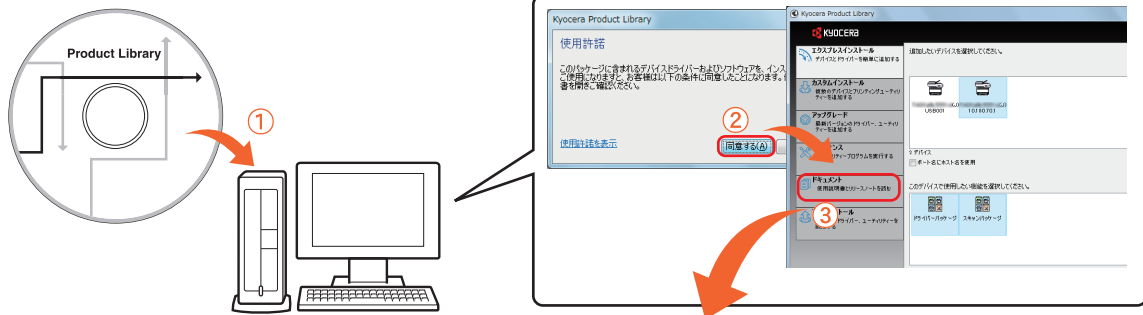 Product Library
①
Kyocera Product Library
使用許諾
このパッケージに含まれるデバイスドライバーおよびソフトウェアを、インス
ご使用になりますと、お客様は以下の条件に同意したことになります。
書を開きご確認ください。
使用許諾を表示
②
同意する(A)
Kyocera Product Library
KYOCERA
エクスプレスインストール
デバイスとドライバーを簡単に追加する
カスタムインストール
複数のデバイスとプリンティングユーティリ
ティーを追加する
アップグレード
最新バージョンのドライバー、ユーティリ
ティーを追加する
ンス
ィリティープログラムを実行する
ドキュメント
使用説明書とリリースノートを読む
③
トール
ドライバー、ユーティリティーを
する
追加したいデバイスを選択してください。
USB001
10.180.70.1
デバイス
ポート名にホスト名を使用
このデバイスで使用したい機能を選択してください。
ドライバーパッケージ
スキャンパッケージ